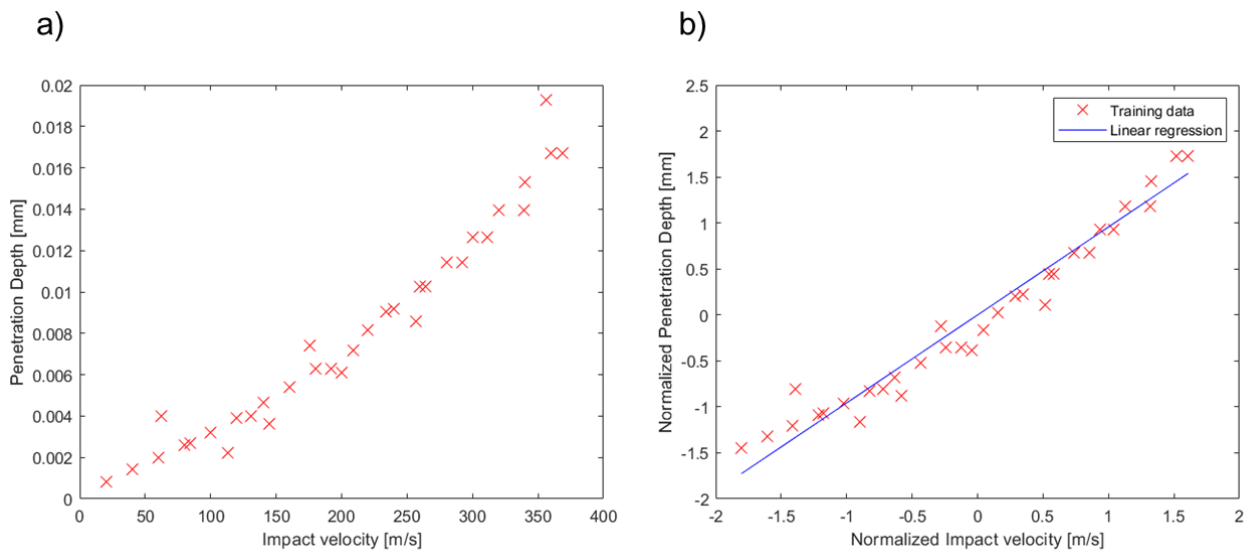 a)
b)
0.02
0.018
0.016
0.014
0.012
0.01
0.008
0.006
0.004
0.002
0
0 50 100 150 200 250 300 350 400
Penetration Depth [mm]
Impact velocity [m/s]
2.5
2
1.5
1
0.5
0
-0.5
-1
-1.5
-2
-2 -1.5 -1 -0.5 0 0.5 1 1.5 2
Normalized Penetration Depth [mm]
Normalized Impact velocity [m/s]
Training data
Linear regression